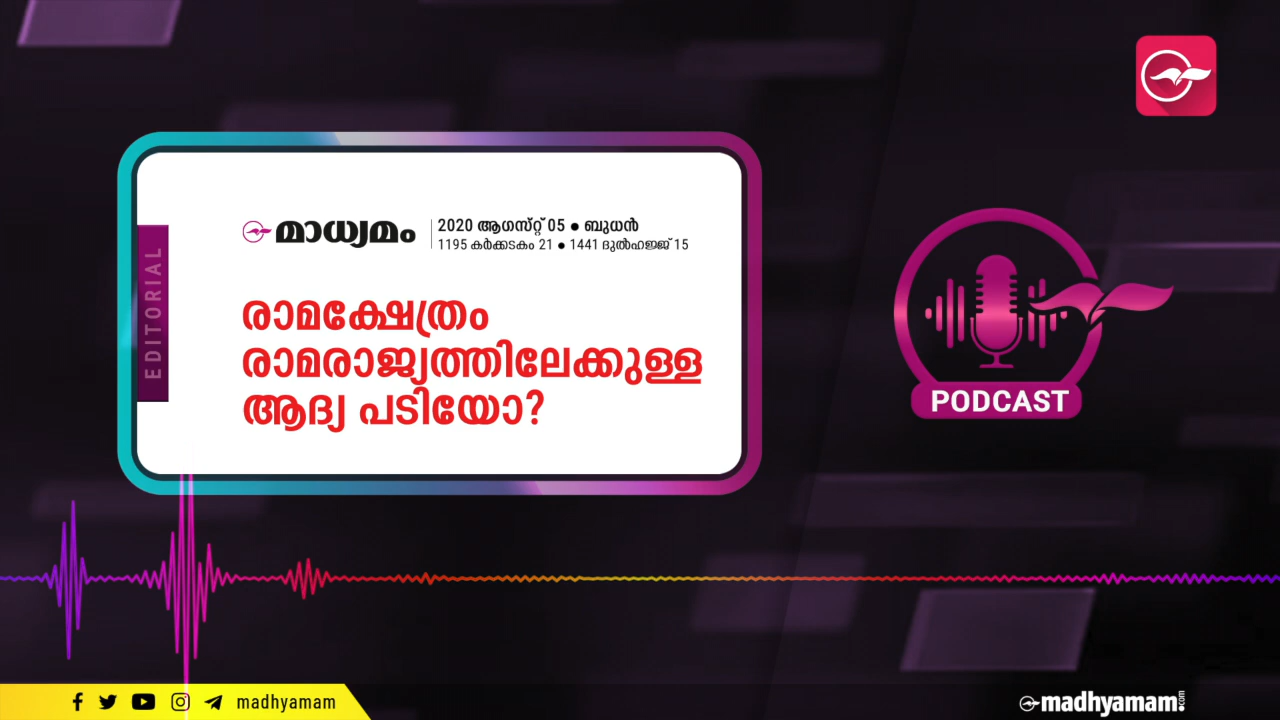 EDITORIAL
മാധ്യമം
2020 ആഗസ്റ്റ് 05 ● ബുധൻ
1195 കർക്കടകം 21 ● 1441 ദുൽഹജ്ജ് 15
രാമക്ഷേത്രം
രാമരാജ്യത്തിലേക്കുള്ള
ആദ്യ പടിയോ?
PODCAST
madhyamam
madhyamam.com